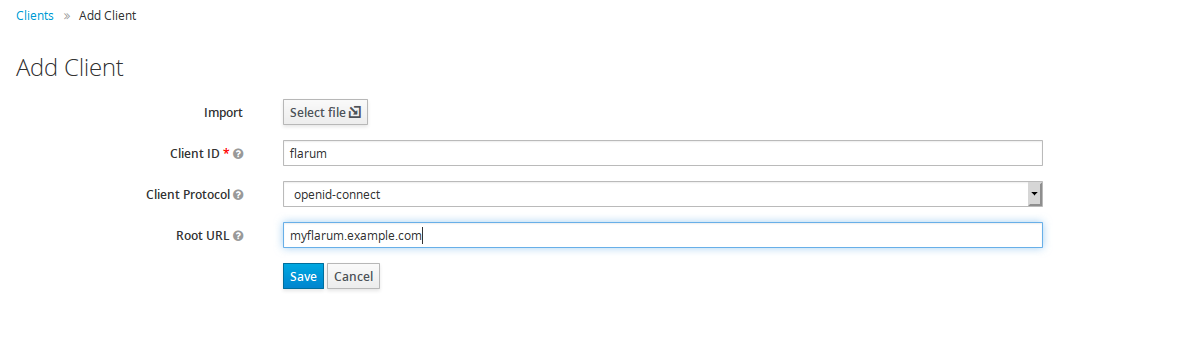 Clients » Add Client
Add Client
Import Select file
Client ID * flarum
Client Protocol openid-connect
Root URL myflarum.example.com
Save Cancel